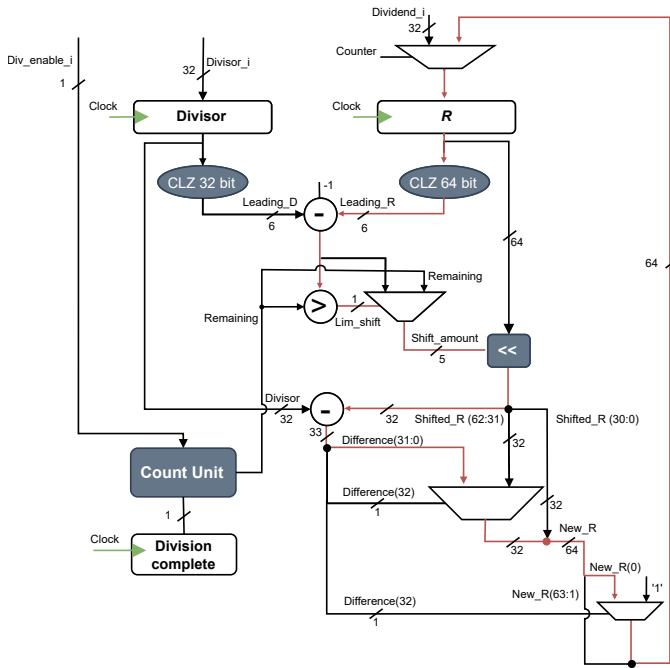 Dividend_i
32
Counter
Div_enable_i
1
Divisor_i
32
Clock
Divisor
Clock
R
CLZ 32 bit
CLZ 64 bit
-1
Leading_D
Leading_R
-
6
6
64
64
Remaining
Remaining
>
1
Lim_shift
Shift_amount
5
<<
Divisor
32
-
32
Shifted_R (62:31)
Shifted_R (30:0)
33
Difference(31:0)
32
Count Unit
Difference(32)
1
32
1
New_R
32
64
Clock
Division
complete
New_R(0)
New_R(63:1)
'1'
Difference(32)
1